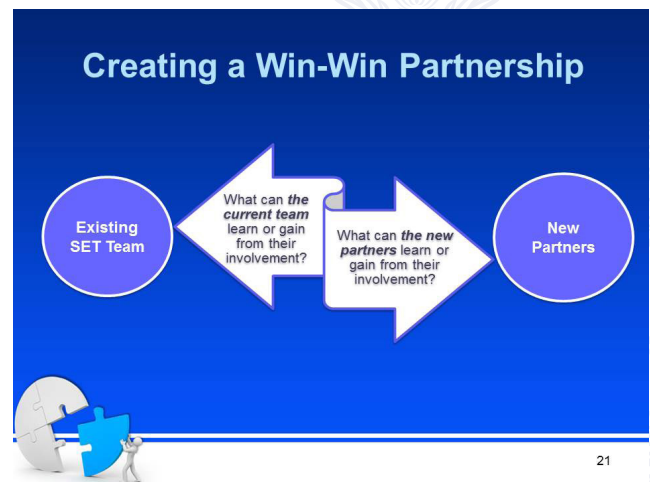 Creating a Win-Win Partnership
Existing
SET Team
What can the
current team
learn or gain
from their
involvement?
What can the new
partners learn or
gain from their
involvement?
New
Partners
21